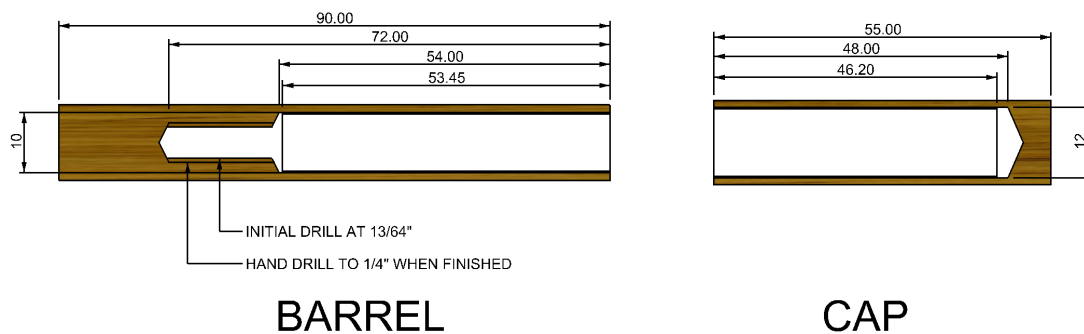 90.00
72.00
54.00
53.45
10
INITIAL DRILL AT 13/64"
HAND DRILL TO 1/4" WHEN FINISHED
BARREL
55.00
48.00
46.20
12
CAP